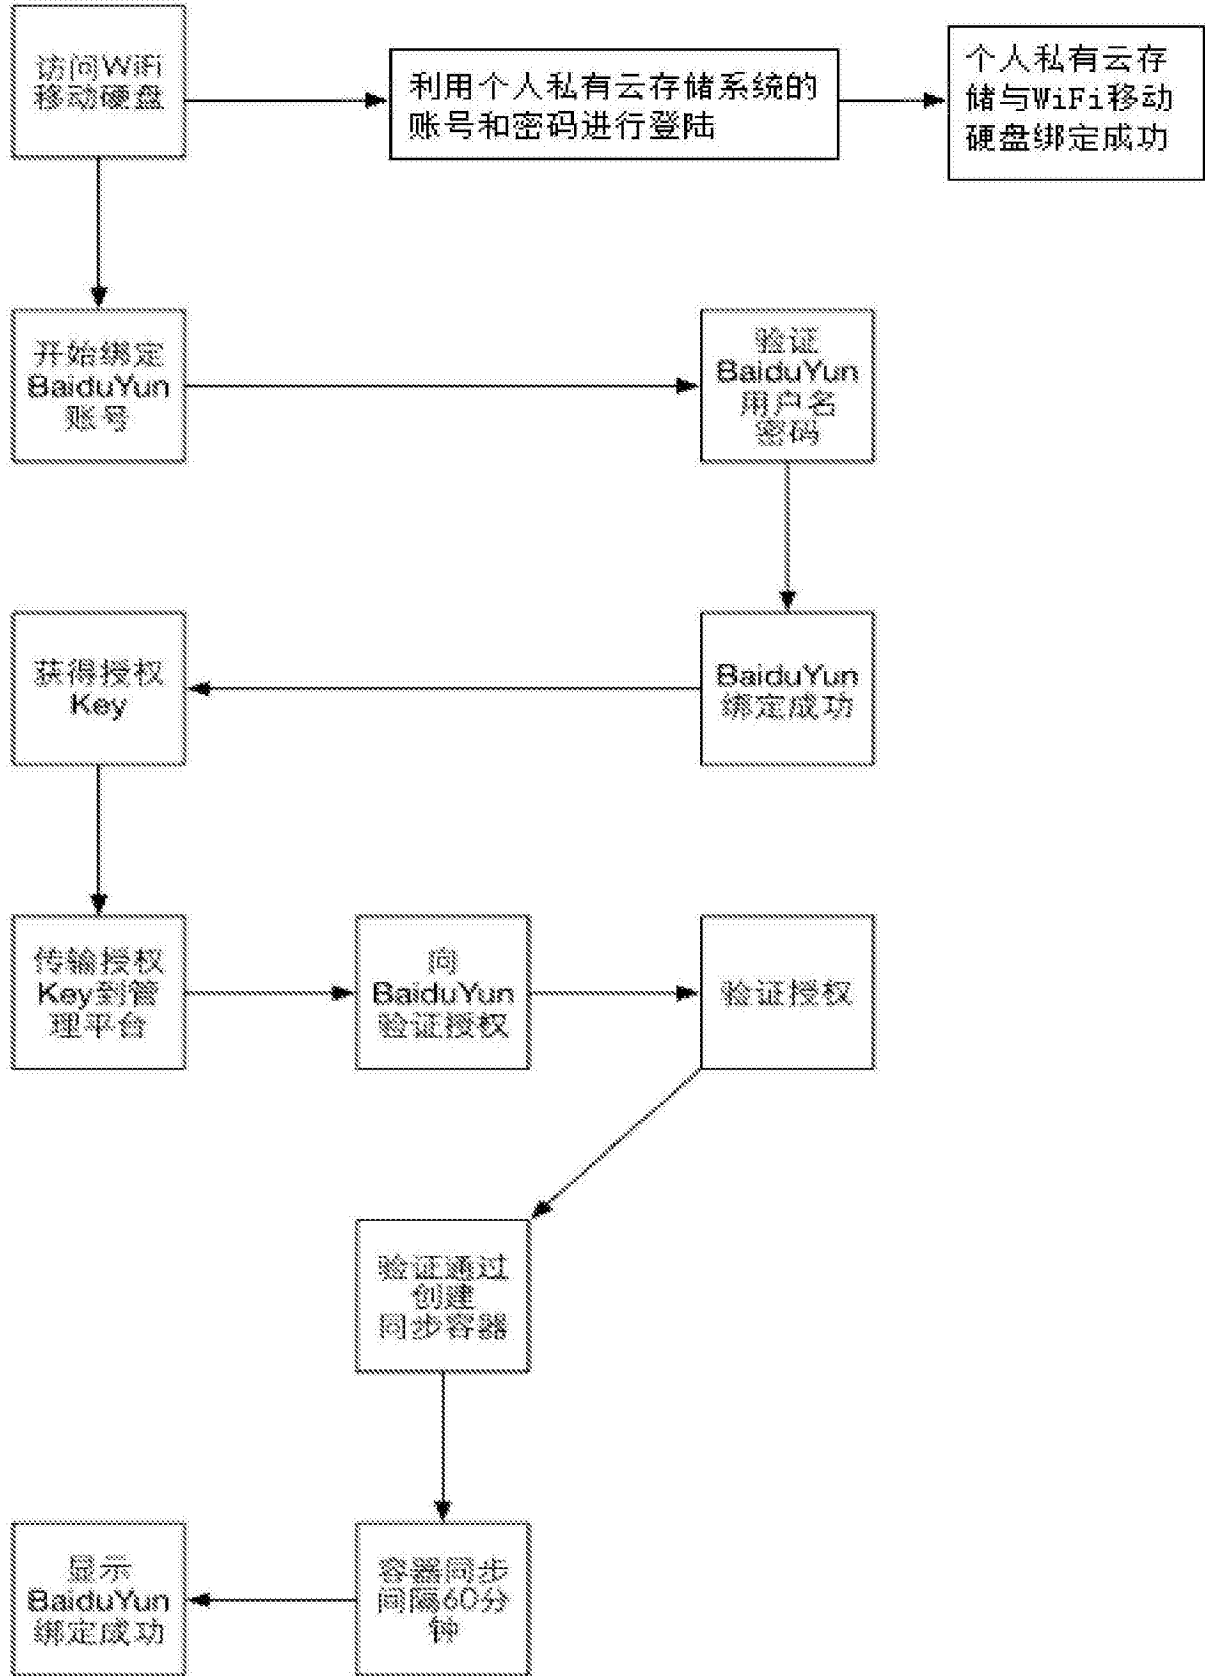 访问WiFi
移动硬盘
利用个人私有云存储系统的
账号和密码进行登陆
个人私有云存
储与WiFi移动
硬盘绑定成功
开始绑定
BaiduYun
账号
验证
BaiduYun
用户名
密码
BaiduYun
绑定成功
获得授权
Key
传输授权
Key到管
理平台
向
BaiduYun
验证授权
验证授权
验证通过
创建
同步容器
容器同步
间隔60分
钟
显示
BaiduYun
绑定成功